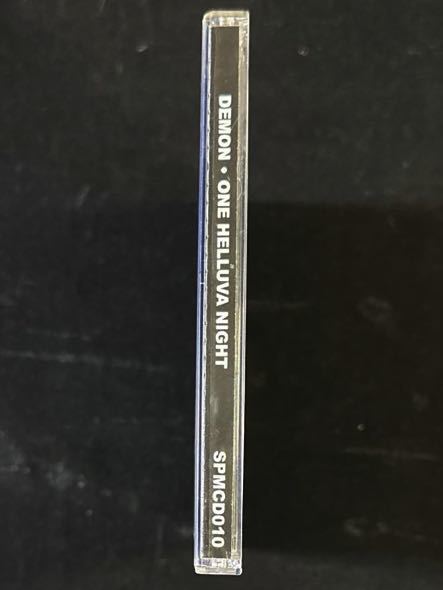 DEMON • ONE HELLUVA NIGHT SPMCD010